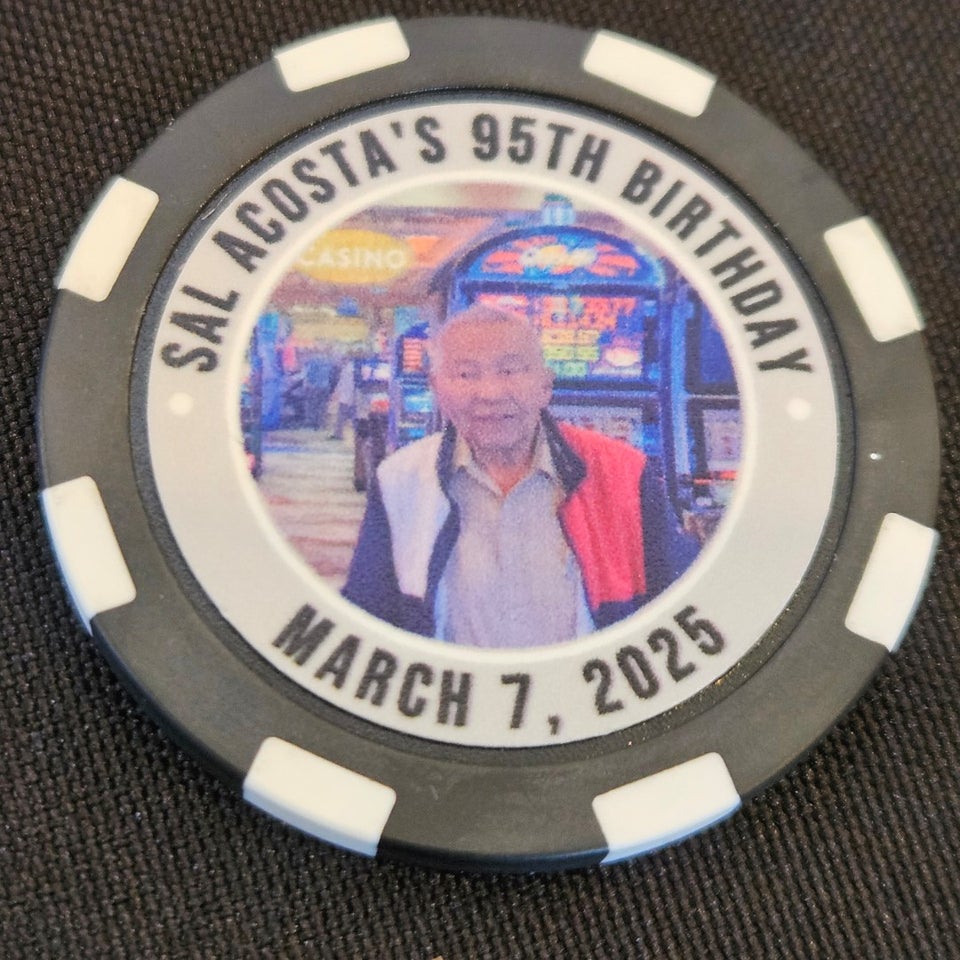 SAL ACOSTA'S 95TH BIRTHDAY
CASINO
MARCH 7, 2025